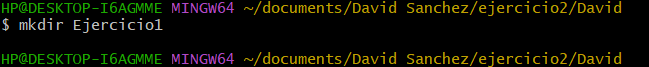 HP@DESKTOP-I6AGMME MINGW64 ~/documents/David Sanchez/ejercicio2/David
$ mkdir Ejercicio1
HP@DESKTOP-I6AGMME MINGW64 ~/documents/David Sanchez/ejercicio2/David